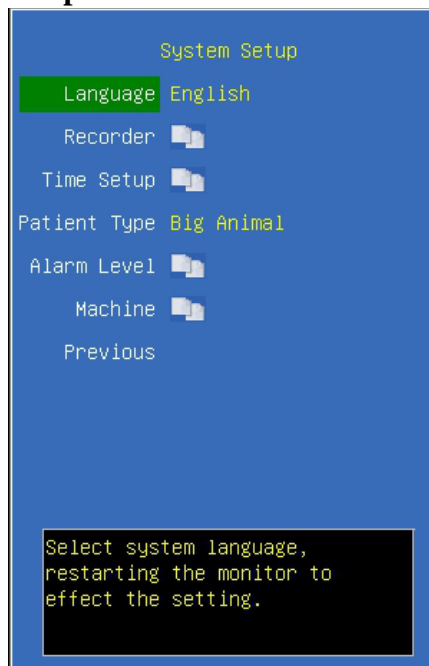 System Setup
Language English
Recorder
Time Setup
Patient Type Big Animal
Alarm Level
Machine
Previous
Select system language,
restarting the monitor to
effect the setting.